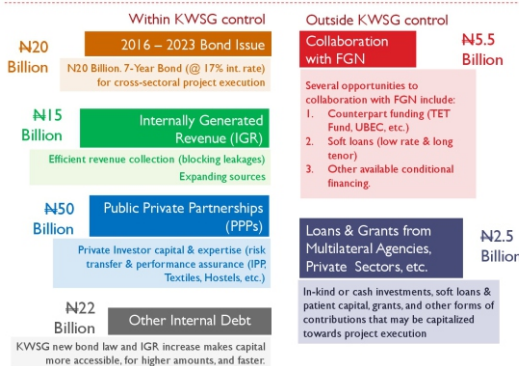 Within KWSG control
₦20
Billion
2016 – 2023 Bond Issue
₦20 Billion. 7-Year Bond (@ 17% int. rate)
for cross-sectoral project execution
₦15
Billion
Internally Generated
Revenue (IGR)
Efficient revenue collection (blocking leakages)
Expanding sources
₦50
Billion
Public Private Partnerships
(PPPs)
Private Investor capital & expertise (risk
transfer & performance assurance (IPP,
Textiles, Hostels, etc.)
₦22
Billion
Other Internal Debt
KWSG new bond law and IGR increase makes capital
more accessible, for higher amounts, and faster.
Outside KWSG control
Collaboration
with FGN
₦5.5
Billion
Several opportunities to
collaboration with FGN include:
1. Counterpart funding (TET
Fund, UBEC, etc.)
2. Soft loans (low rate & long
tenor)
3. Other available conditional
financing.
Loans & Grants from
Multilateral Agencies,
Private Sectors, etc.
₦2.5
Billion
In-kind or cash investments, soft loans &
patient capital, grants, and other forms of
contributions that may be capitalized
towards project execution